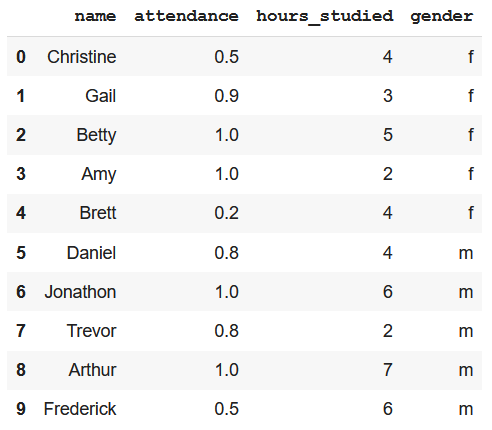 name attendance hours_studied gender
0 Christine 0.5 4 f
1 Gail 0.9 3 f
2 Betty 1.0 5 f
3 Amy 1.0 2 f
4 Brett 0.2 4 f
5 Daniel 0.8 4 m
6 Jonathon 1.0 6 m
7 Trevor 0.8 2 m
8 Arthur 1.0 7 m
9 Frederick 0.5 6 m